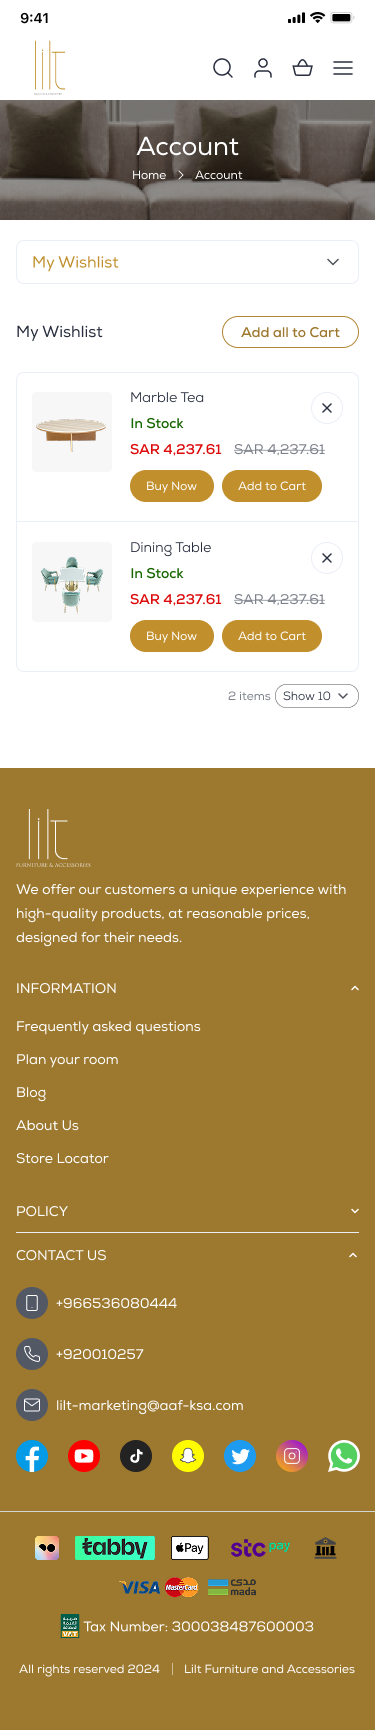 9:41
lilt
Account
Home > Account
My Wishlist
My Wishlist
Add all to Cart
Marble Tea
In Stock
SAR 4,237.61 SAR 4,237.61
Buy Now Add to Cart
Dining Table
In Stock
SAR 4,237.61 SAR 4,237.61
Buy Now Add to Cart
2 items Show 10
lilt
FURNITURE & ACCESSORIES
We offer our customers a unique experience with
high-quality products, at reasonable prices,
designed for their needs.
INFORMATION
Frequently asked questions
Plan your room
Blog
About Us
Store Locator
POLICY
CONTACT US
+966536080444
+920010257
lilt-marketing@aaf-ksa.com
tabby Pay stc pay
VISA MasterCard مدى mada
Tax Number: 300038487600003
All rights reserved 2024 | Lilt Furniture and Accessories